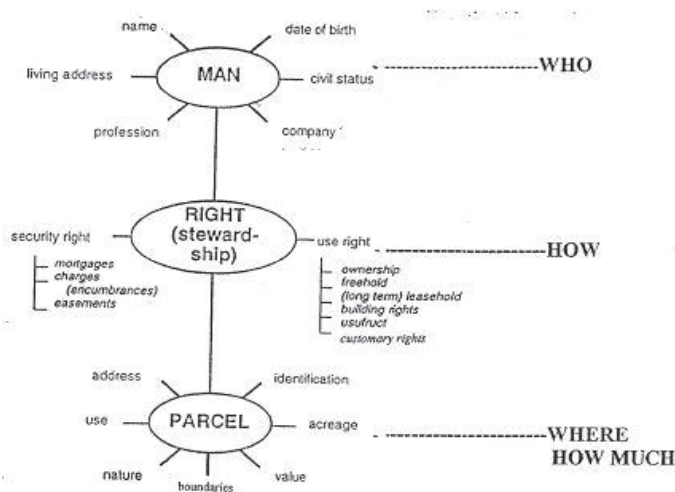 name
date of birth
living address
MAN
civil status
WHO
profession
company
RIGHT
(steward-
ship)
security right
use right
HOW
mortgages
charges
(encumbrances)
easements
ownership
freehold
(long term) leasehold
building rights
usufruct
customary rights
address
identification
use
PARCEL
acreage
WHERE
HOW MUCH
nature
boundaries
value